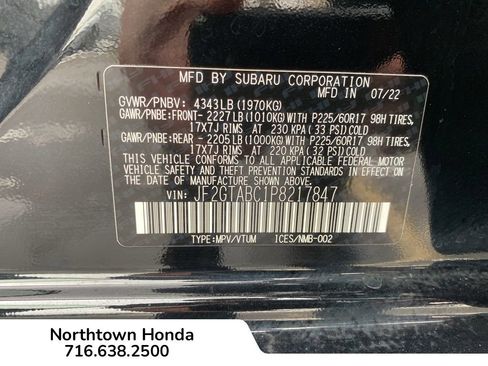 MFD BY SUBARU CORPORATION
MFD IN 07/22
GVWR/PNBV: 4343LB (1970KG)
GAWR/PNBE:FRONT- 2227LB (1010KG) WITH P225/60R17 98H TIRES,
17X7J RIMS AT 230 KPA (33 PSI) COLD
GAWR/PNBE:REAR - 2205LB (1000KG) WITH P225/60R17 98H TIRES,
17X7J RIMS AT 220 KPA (32 PSI) COLD
THIS VEHICLE CONFORMS TO ALL APPLICABLE FEDERAL MOTOR
VEHICLE SAFETY, BUMPER, AND THEFT PREVENTION STANDARDS
IN EFFECT ON THE DATE OF MANUFACTURE SHOWN ABOVE.
VIN: JF2GTABC1P8217847
TYPE:MPV/VTUM ICES/NMB-002
Northtown Honda
716.638.2500